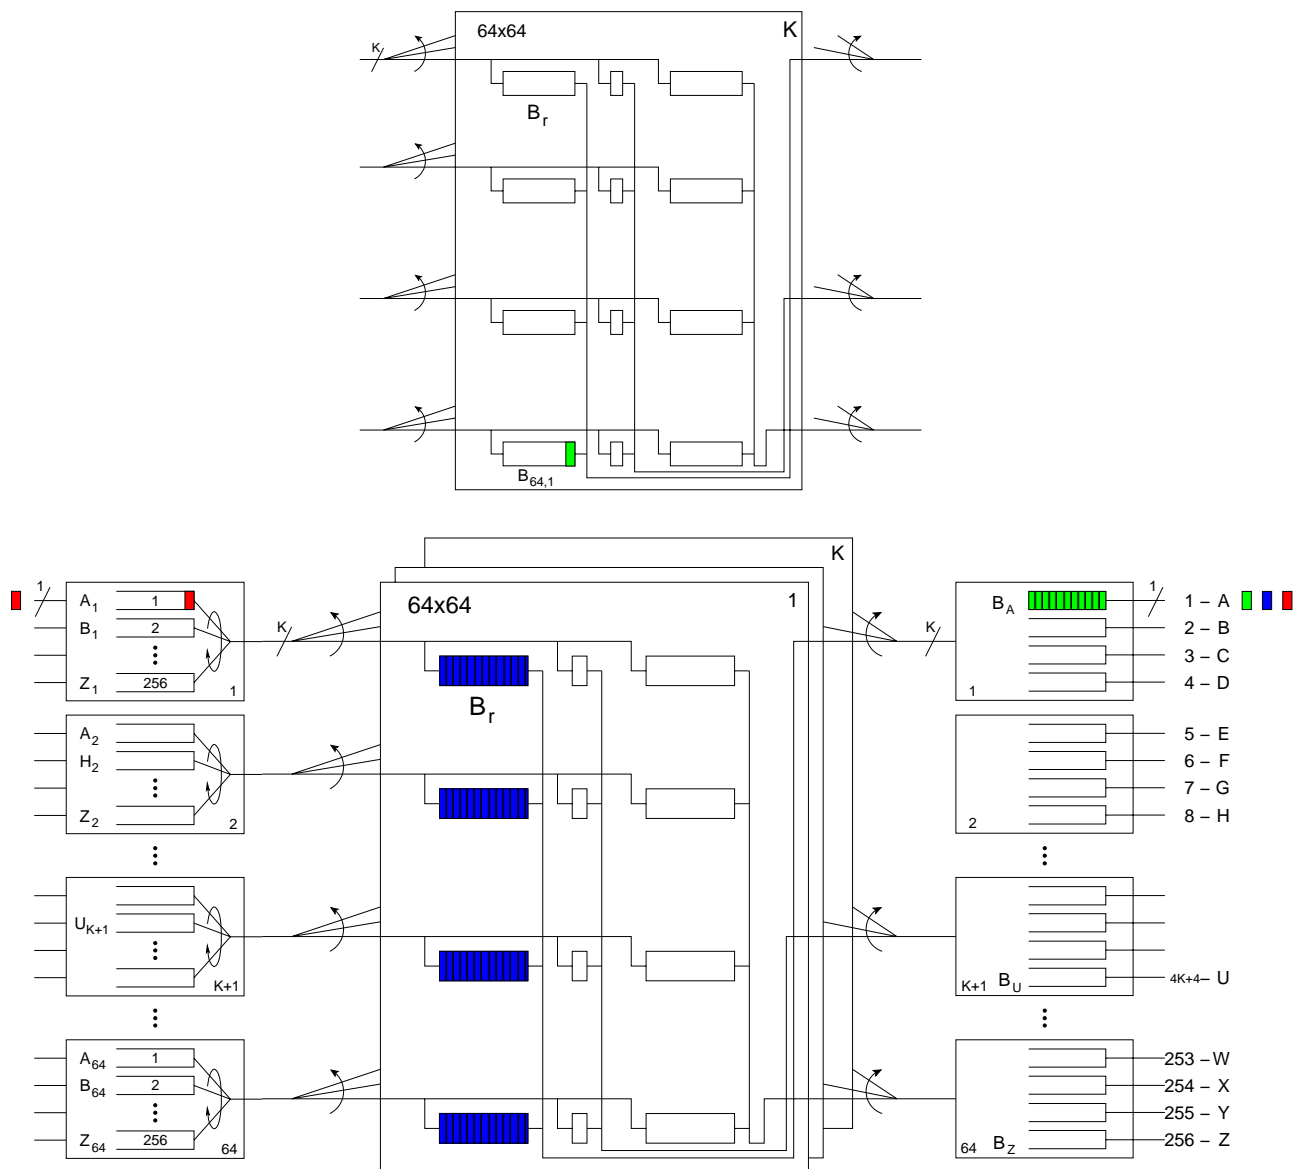 64x64 K
K
B r
B 64,1
K
1 A 1 1 64x64 1 B A 1 1 – A
B 1 2 K K 2 – B
3 – C
Z 1 256 1 1 4 – D
B r
A 2 5 – E
H 2 6 – F
7 – G
Z 2 2 2 8 – H
U K+1
K+1 K+1 B U 4K+4– U
A 64 1 253 – W
B 64 2 254 – X
255 – Y
Z 64 256 64 64 B Z 256 – Z